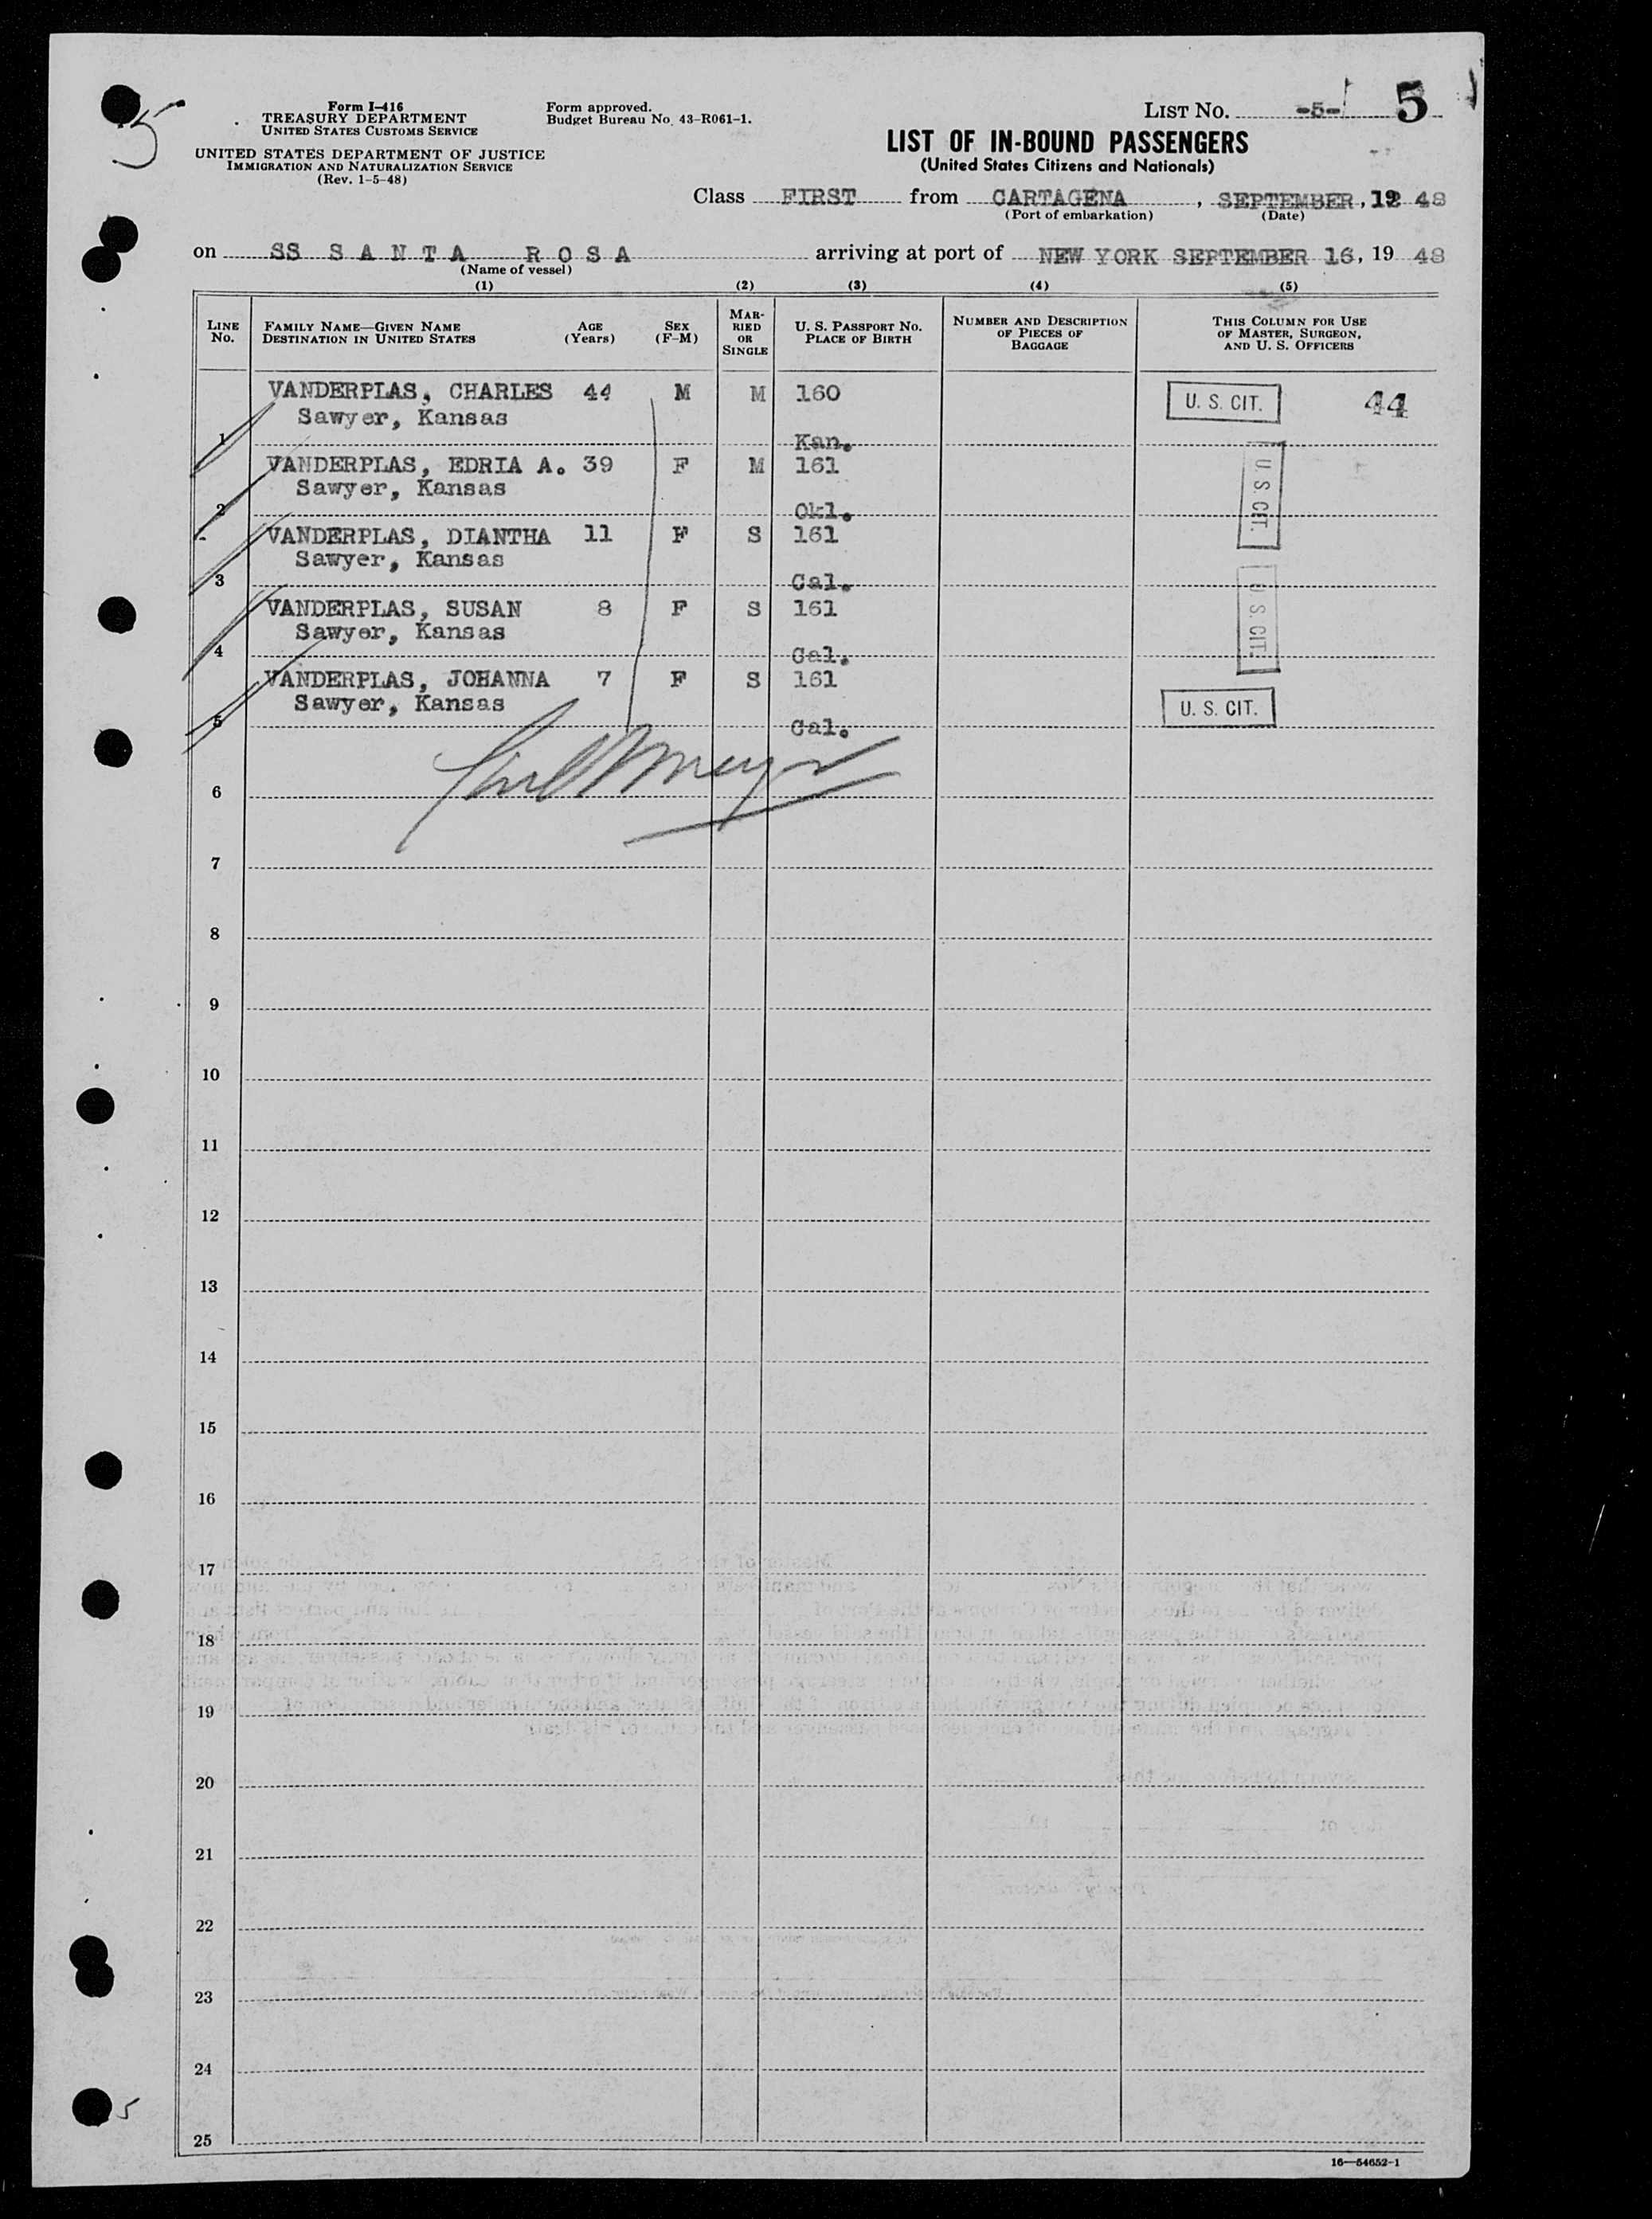 5
Form I-416
TREASURY DEPARTMENT
UNITED STATES CUSTOMS SERVICE
UNITED STATES DEPARTMENT OF JUSTICE
IMMIGRATION AND NATURALIZATION SERVICE
(Rev. 1-5-48)
Form approved.
Budget Bureau No. 43-R061-1.
LIST NO. -5- 5
LIST OF IN-BOUND PASSENGERS
(United States Citizens and Nationals)
Class FIRST from CARTAGENA, SEPTEMBER, 12 48
(Port of embarkation) (Date)
on SS SANTA ROSA arriving at port of NEW YORK SEPTEMBER 16, 19 48
(Name of vessel)
(1) (2) (3) (4) (5)
LINE No. FAMILY NAME—GIVEN NAME DESTINATION IN UNITED STATES AGE (Years) SEX (F-M) MARRIED OR SINGLE U. S. PASSPORT NO. PLACE OF BIRTH NUMBER AND DESCRIPTION OF PIECES OF BAGGAGE THIS COLUMN FOR USE OF MASTER, SURGEON, AND U. S. OFFICERS
VANDERPLAS, CHARLES 44 M M 160 U. S. CIT. 44
Sawyer, Kansas
1 Kan.
VANDERPLAS, EDRIA A. 39 F M 161 U. S. CIT.
Sawyer, Kansas
2 Okl.
VANDERPLAS, DIANTHA 11 F S 161
Sawyer, Kansas
3 Cal.
VANDERPLAS, SUSAN 8 F S 161 U. S. CIT.
Sawyer, Kansas
4 Cal.
VANDERPLAS, JOHANNA 7 F S 161 U. S. CIT.
Sawyer, Kansas
5 Cal.
6
7
8
9
10
11
12
13
14
15
16
17
18
19
20
21
22
23
24
5
25
16—54652-1